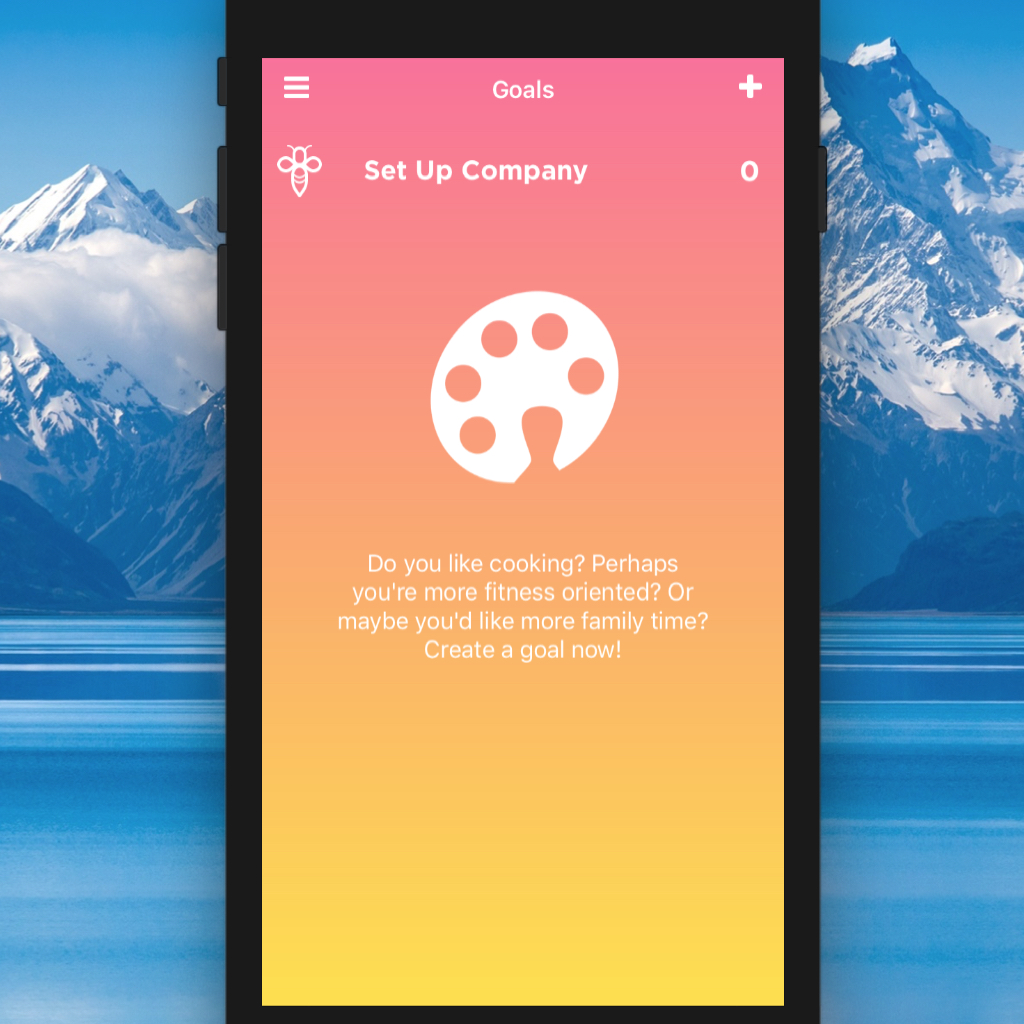 Goals
Set Up Company 0
Do you like cooking? Perhaps
you're more fitness oriented? Or
maybe you'd like more family time?
Create a goal now!